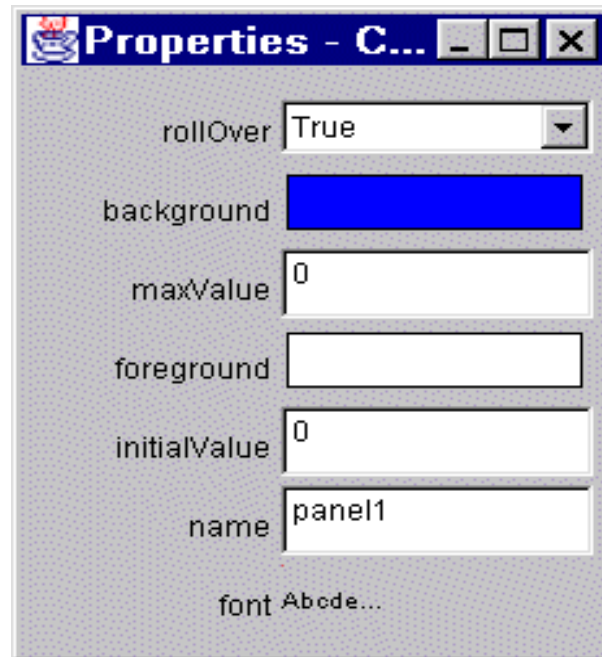 Properties - C...
rollOver True
background
maxValue 0
foreground
initialValue 0
name panel1
font Abcde...